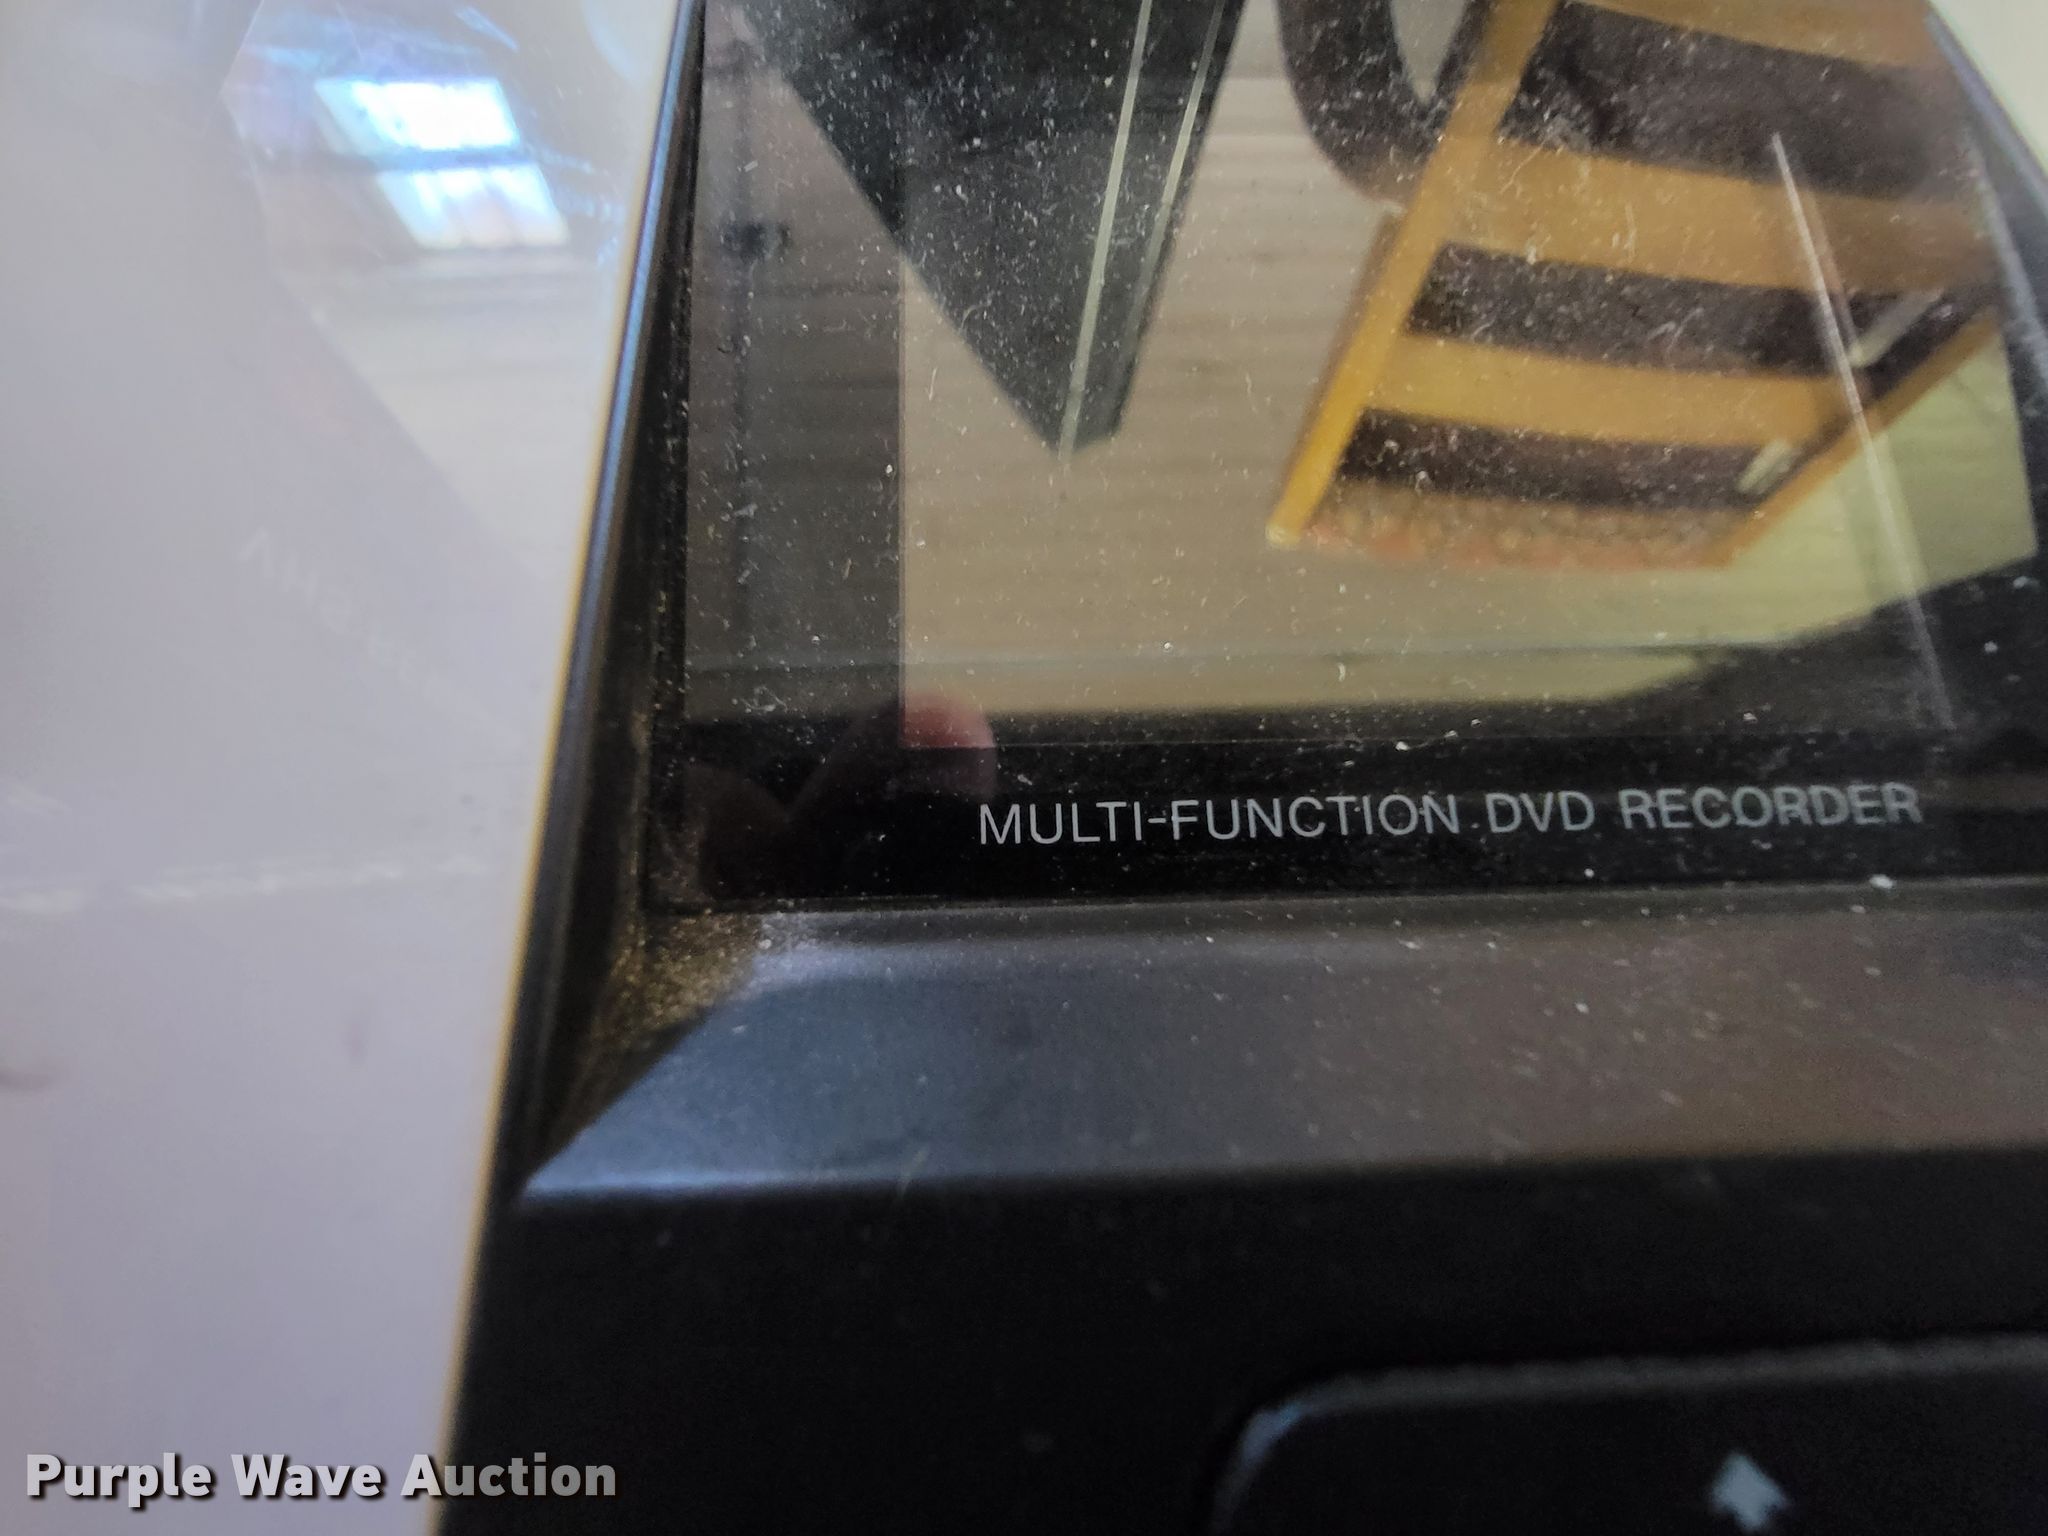 MULTI-FUNCTION DVD RECORDER
Purple Wave Auction